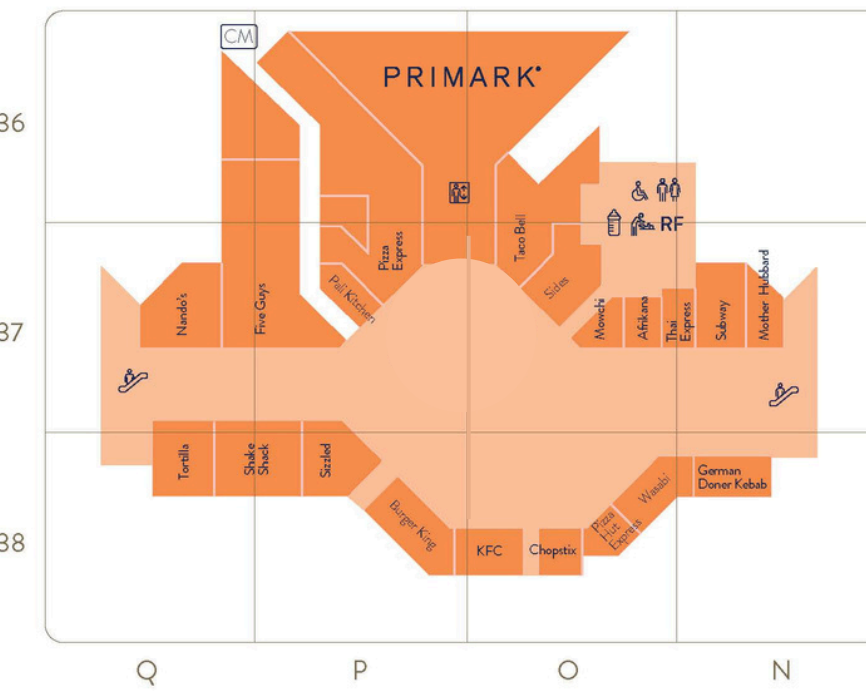 CM
PRIMARK
36
RF
Taco Bell
Pizza
Express
Sides
Pali Kitchen
Nando's
Five Guys
Mowchi
Afrikana
Thai
Express
Subway
Mother Hubbard
37
Tortilla
Shake
Shack
Sizzled
Burger King
KFC
Chopstix
Pizza
Hut
Express
Wasabi
German
Doner Kebab
38
Q
P
O
N